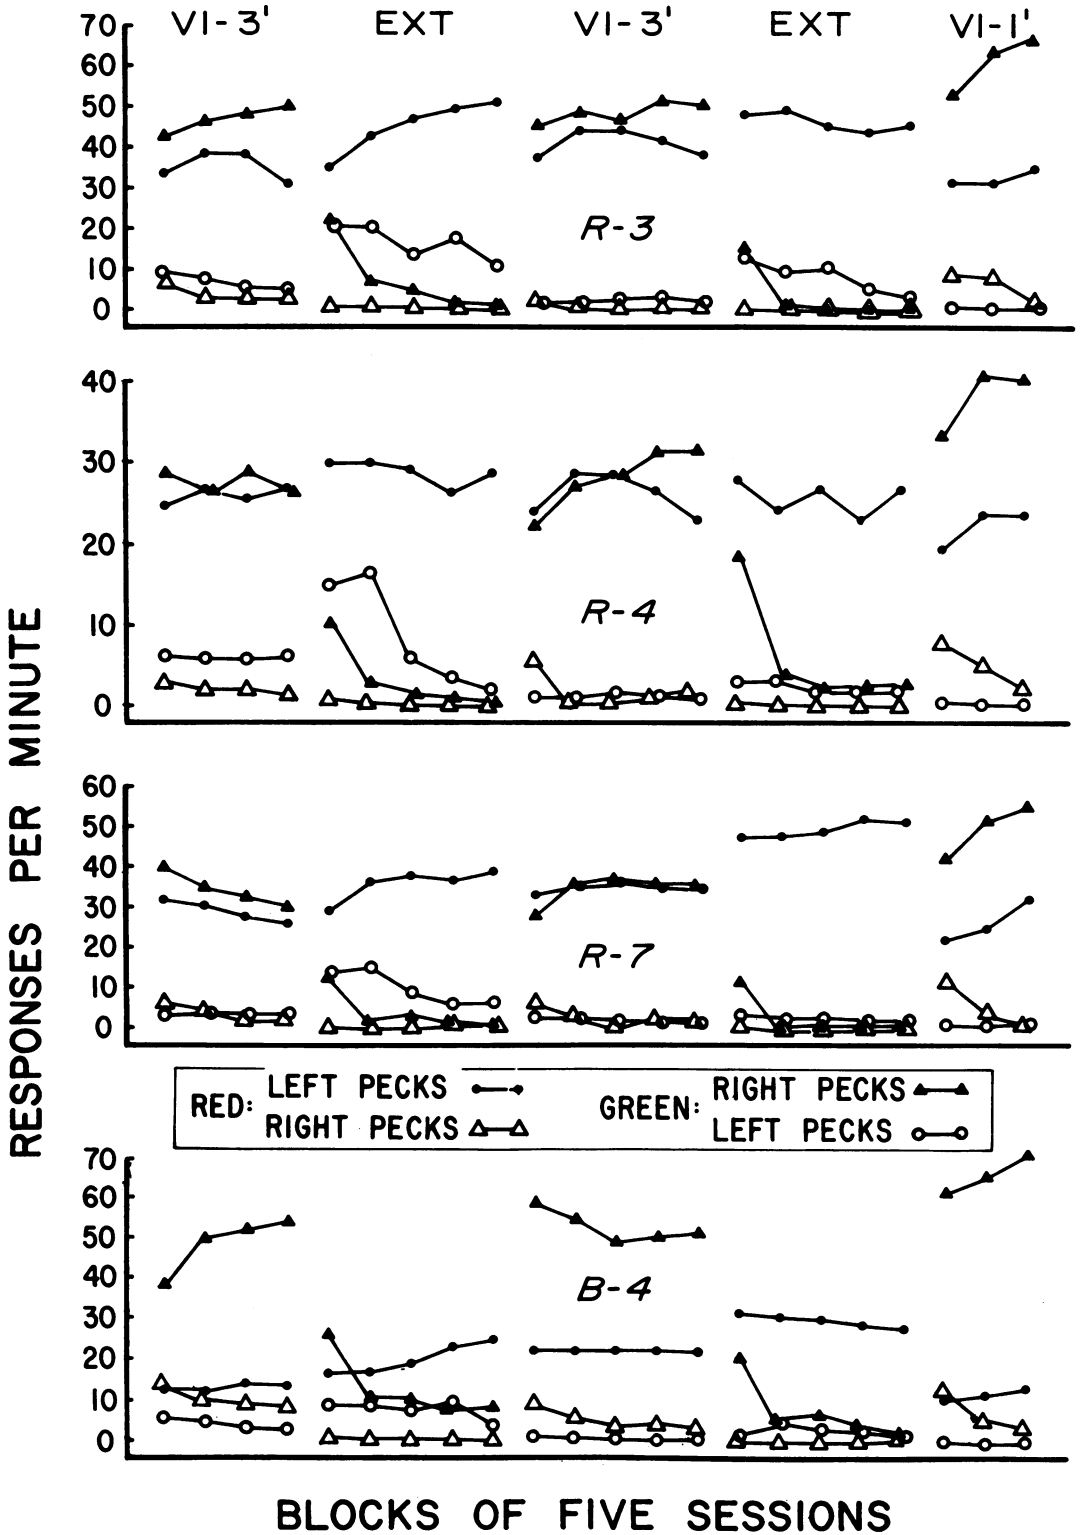 VI-3' EXT VI-3' EXT VI-1'
70
60
50
40
30
20
10
0
R-3
40
30
20
10
0
R-4
60
50
40
30
20
10
0
R-7
RED: LEFT PECKS
RIGHT PECKS
GREEN: RIGHT PECKS
LEFT PECKS
70
60
50
40
30
20
10
0
B-4
RESPONSES PER MINUTE
BLOCKS OF FIVE SESSIONS